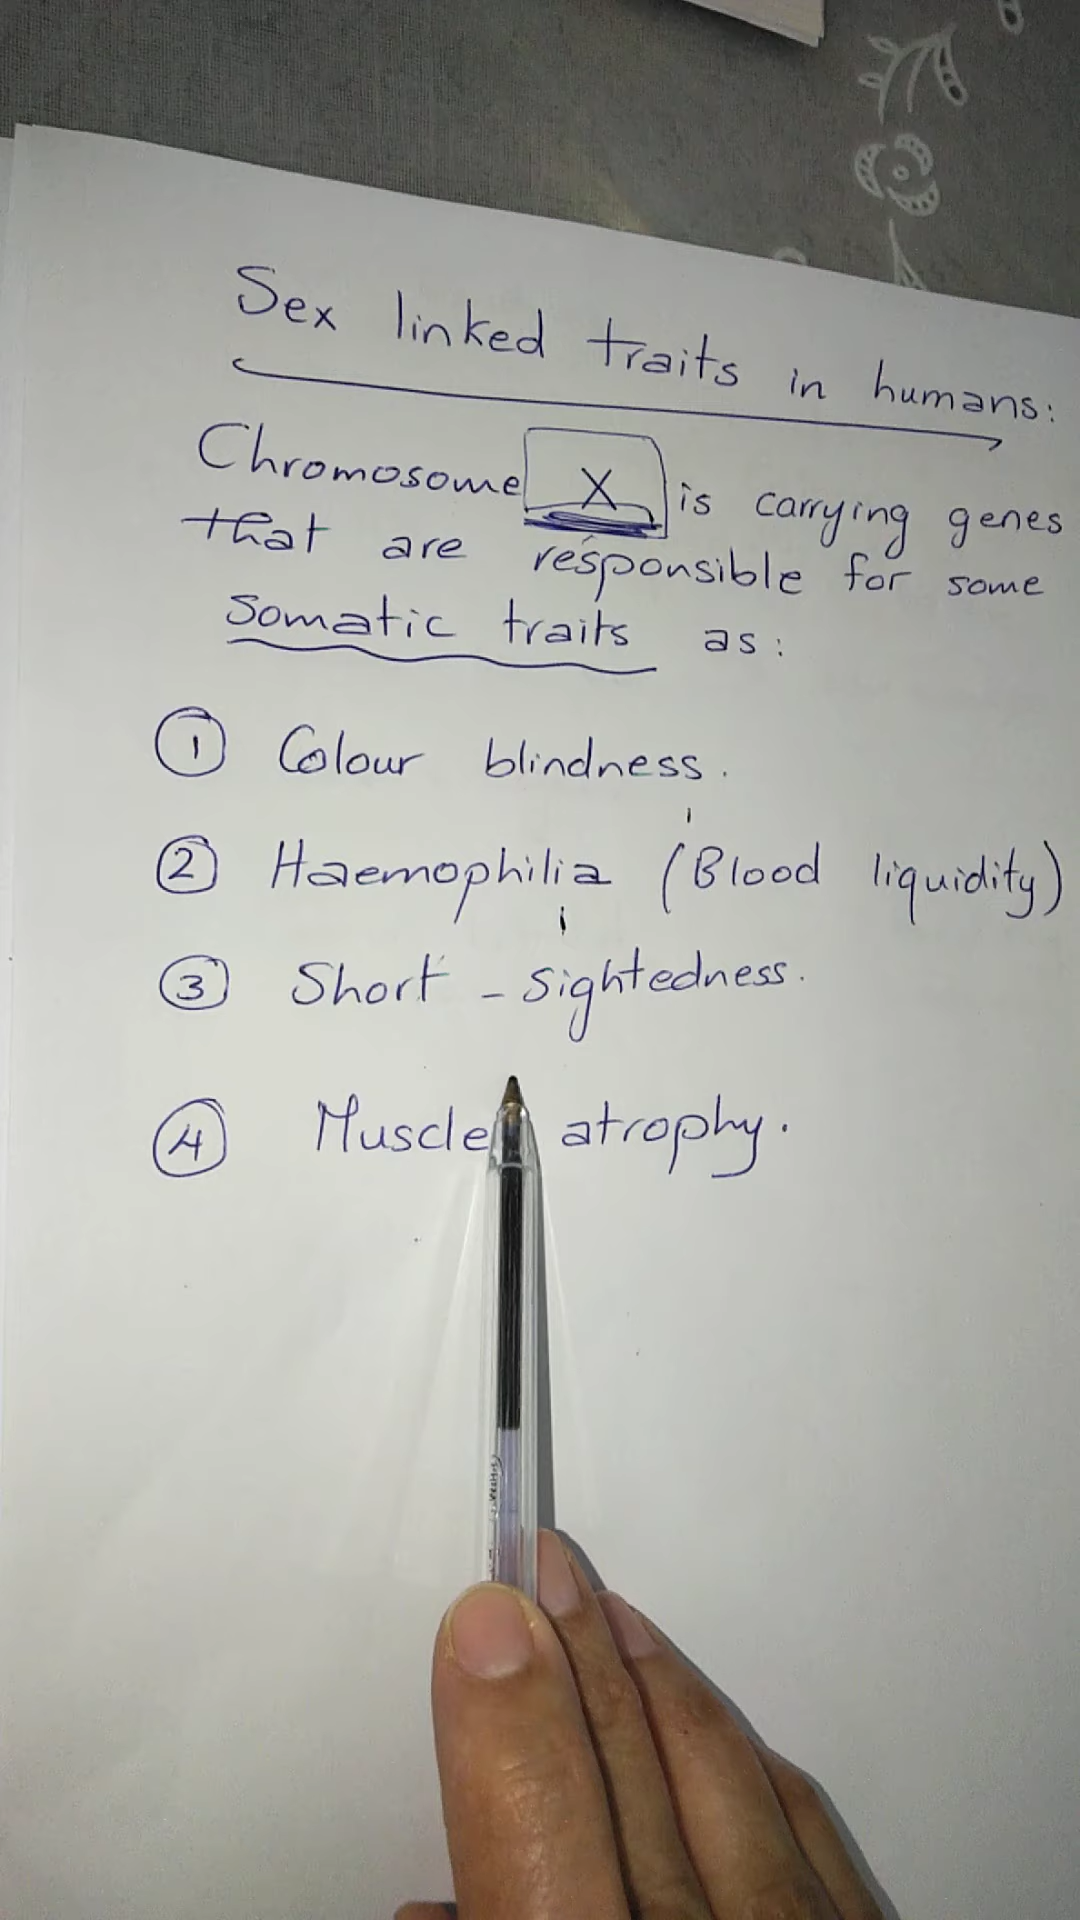 Sex linked traits in humans:
Chromosome X is carrying genes
that are responsible for some
somatic traits as:
1 Colour blindness.
2 Haemophilia (Blood liquidity)
3 Short - sightedness.
4 Muscle atrophy.